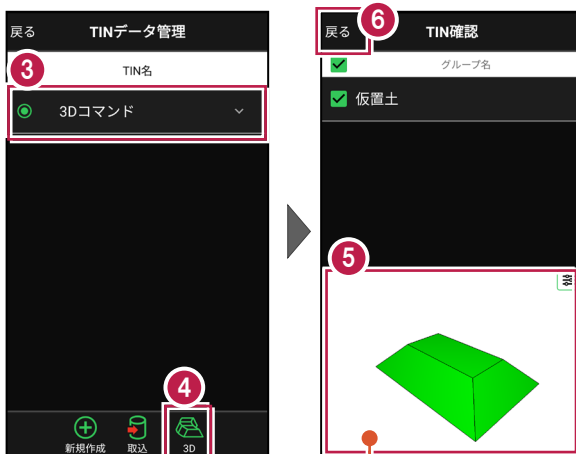 戻る TINデータ管理
3 TIN名
3Dコマンド
4
新規作成 取込 3D
戻る 6 TIN確認
グループ名
仮置土
5